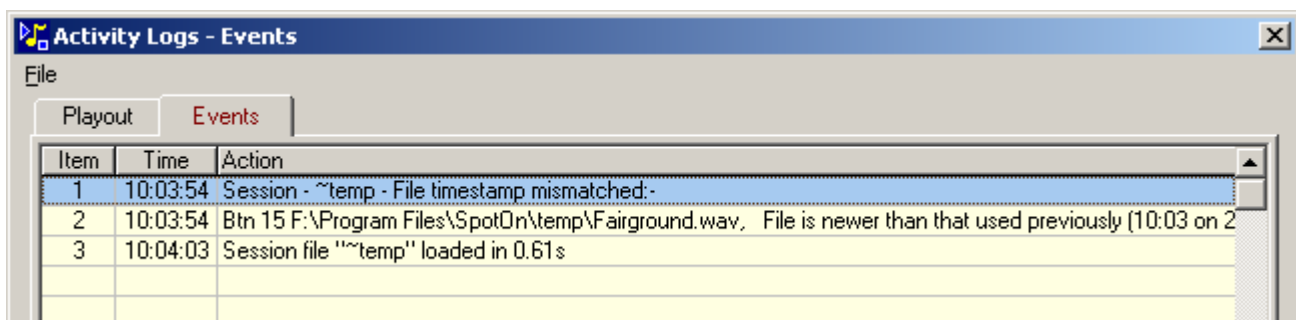 Activity Logs - Events
File
Playout Events
Item Time Action
1 10:03:54 Session - ~temp - File timestamp mismatched:-
2 10:03:54 Btn 15 F:\Program Files\SpotOn\temp\Fairground.wav, File is newer than that used previously (10:03 on 2
3 10:04:03 Session file "~temp" loaded in 0.61s